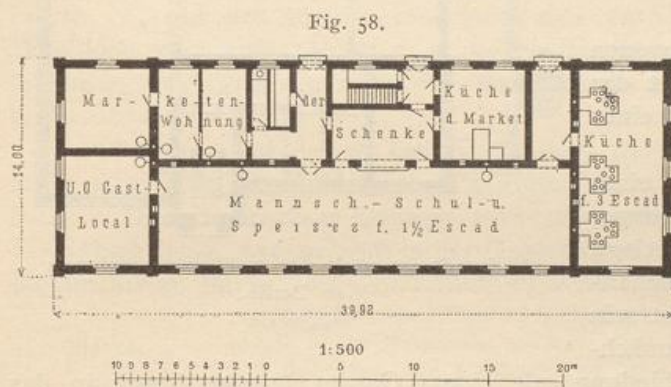 Fig. 58.
Mar- ke-ten- der
Wohnung
Küche
d. Market.
Schenke
Küche
f. 3 Escad
U.O Gast-
Local
Mannsch.-Schul-u.
Speisez f. 1½ Escad
14,00
39,92
1:500
10 9 8 7 6 5 4 3 2 1 0 5 10 15 20m